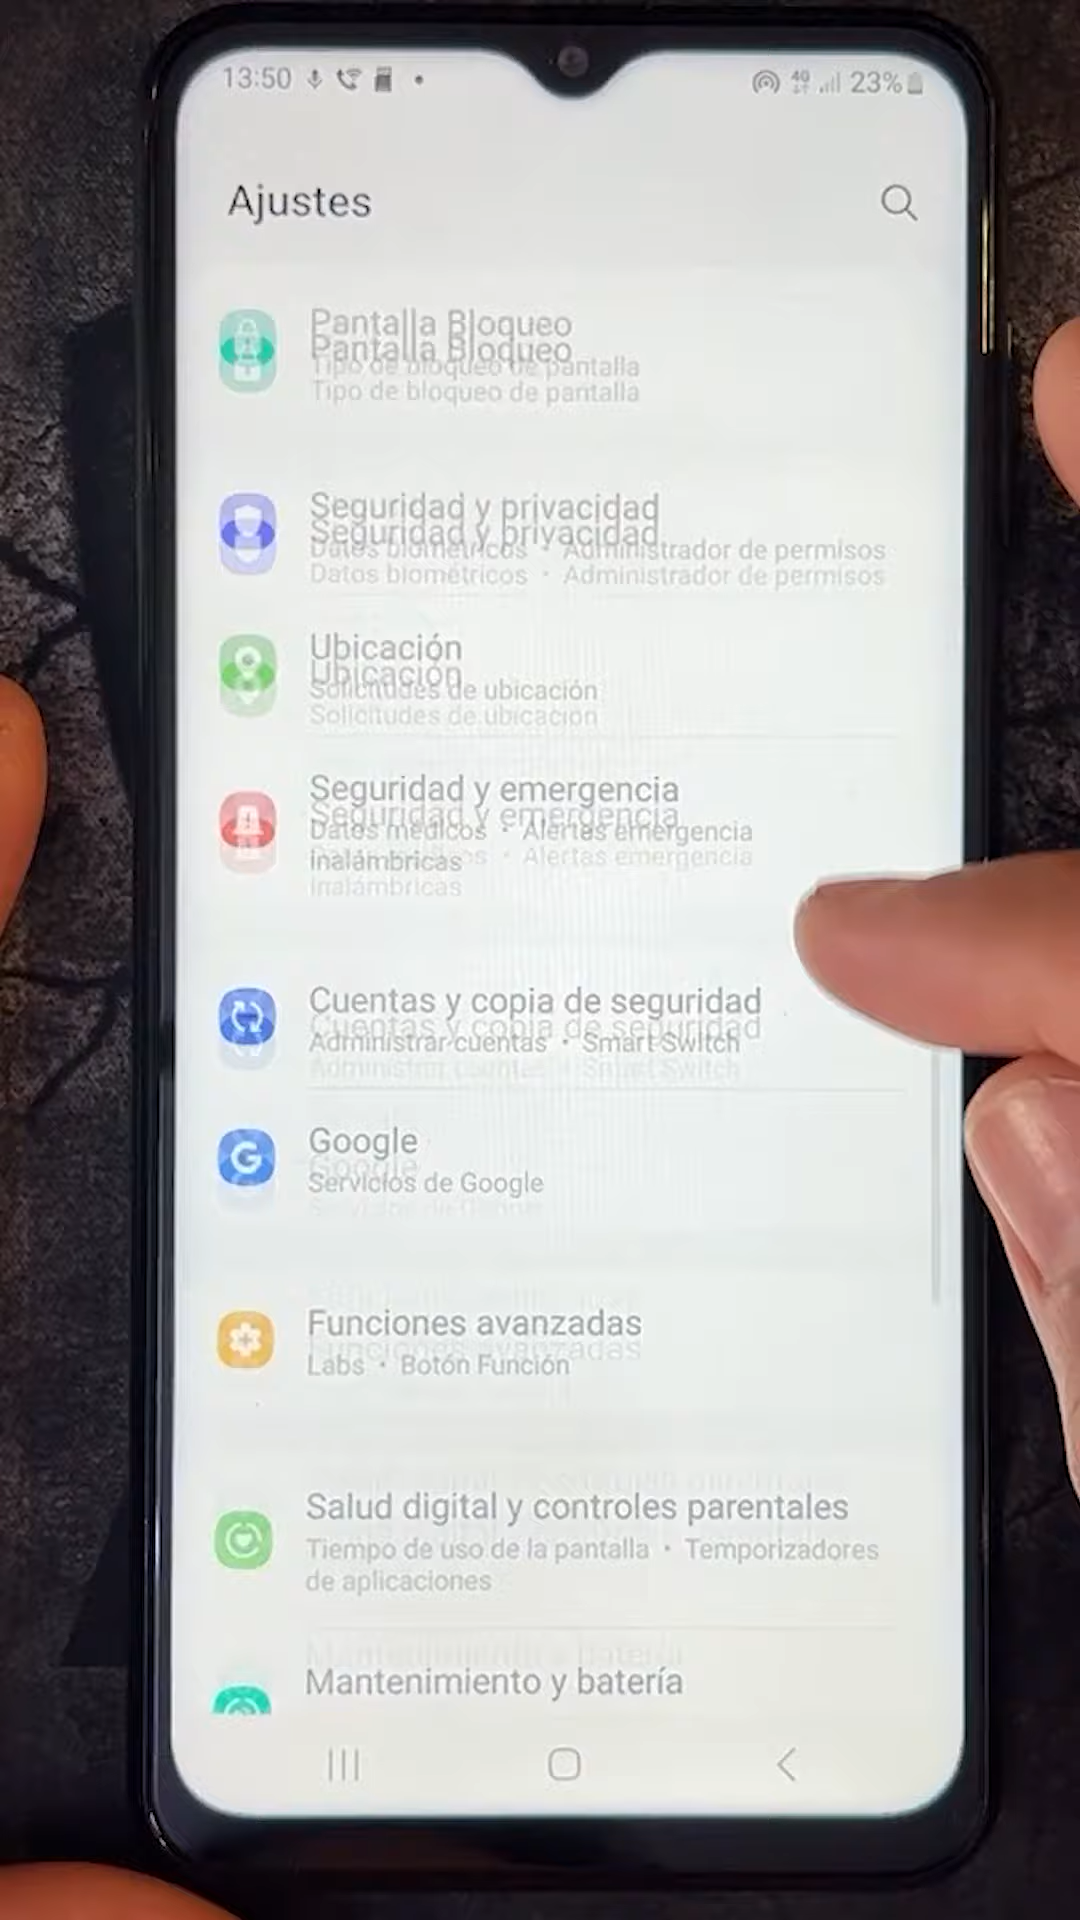 13:50 4G 23%
Ajustes
Pantalla Bloqueo
Tipo de bloqueo de pantalla
Seguridad y privacidad
Datos biométricos • Administrador de permisos
Ubicación
Solicitudes de ubicación
Seguridad y emergencia
Datos médicos • Alertas emergencia
inalámbricas
Cuentas y copia de seguridad
Administrar cuentas • Smart Switch
Google
Servicios de Google
Funciones avanzadas
Labs • Botón Función
Salud digital y controles parentales
Tiempo de uso de la pantalla • Temporizadores
de aplicaciones
Mantenimiento y batería